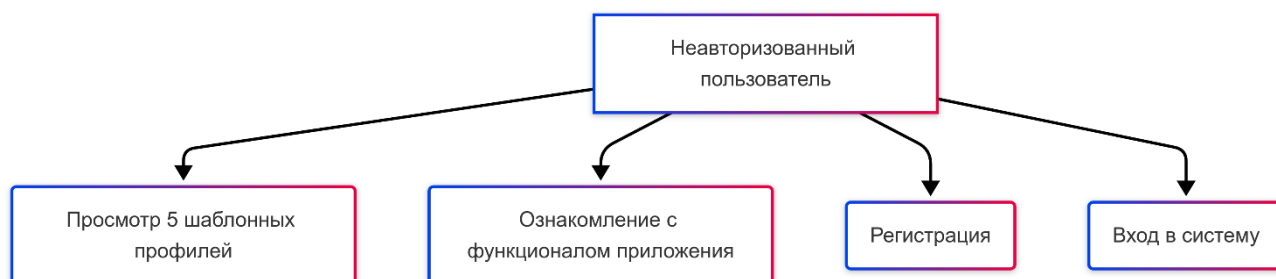 Неавторизованный
пользователь
Просмотр 5 шаблонных
профилей
Ознакомление с
функционалом приложения
Регистрация
Вход в систему